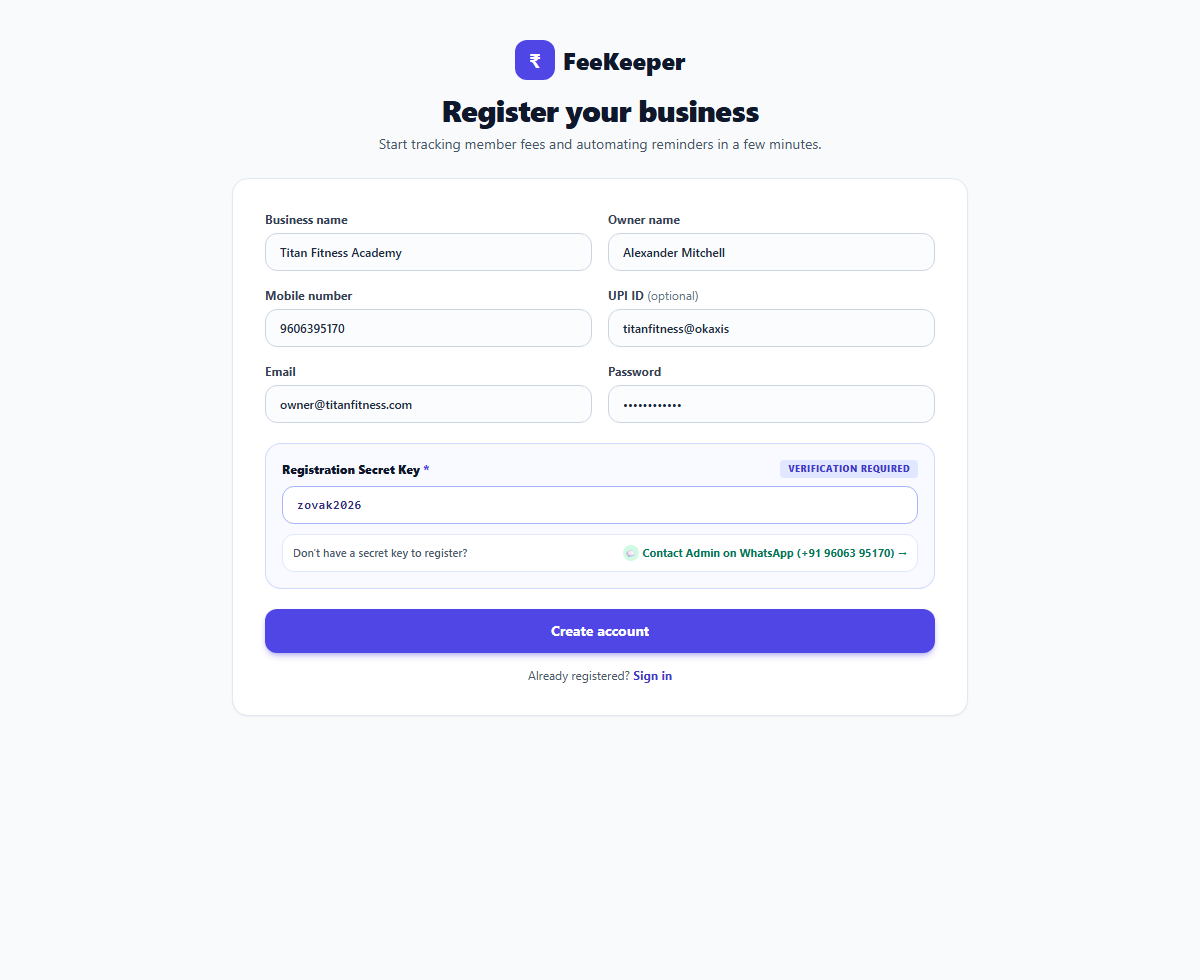 ₹ FeeKeeper
Register your business
Start tracking member fees and automating reminders in a few minutes.
Business name
Titan Fitness Academy
Owner name
Alexander Mitchell
Mobile number
9606395170
UPI ID (optional)
titanfitness@okaxis
Email
owner@titanfitness.com
Password
••••••••••••
Registration Secret Key *
VERIFICATION REQUIRED
zovak2026
Don't have a secret key to register?
Contact Admin on WhatsApp (+91 96063 95170) →
Create account
Already registered? Sign in